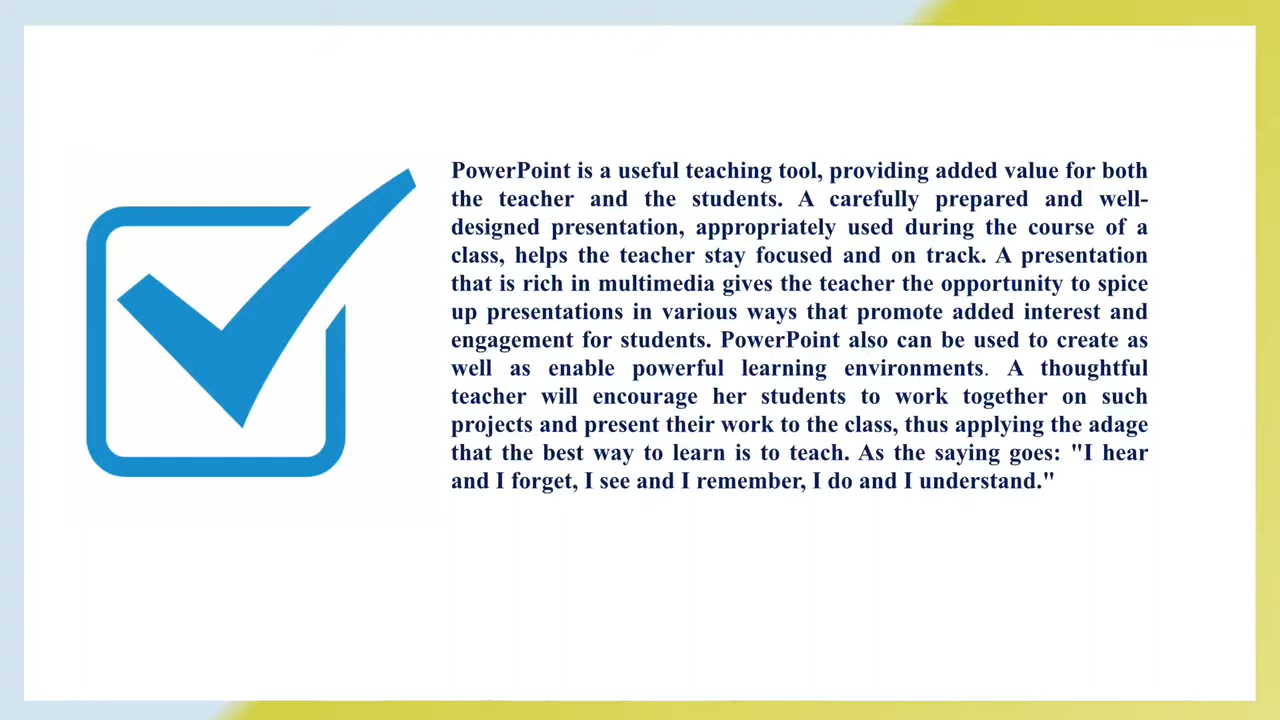 PowerPoint is a useful teaching tool, providing added value for both
the teacher and the students. A carefully prepared and well-
designed presentation, appropriately used during the course of a
class, helps the teacher stay focused and on track. A presentation
that is rich in multimedia gives the teacher the opportunity to spice
up presentations in various ways that promote added interest and
engagement for students. PowerPoint also can be used to create as
well as enable powerful learning environments. A thoughtful
teacher will encourage her students to work together on such
projects and present their work to the class, thus applying the adage
that the best way to learn is to teach. As the saying goes: "I hear
and I forget, I see and I remember, I do and I understand."